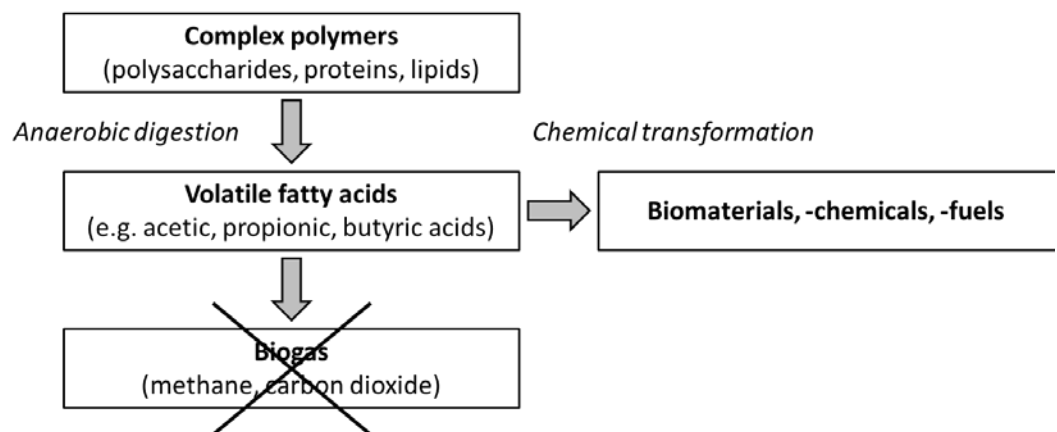 Complex polymers
(polysaccharides, proteins, lipids)
Anaerobic digestion
Chemical transformation
Volatile fatty acids
(e.g. acetic, propionic, butyric acids)
Biomaterials, -chemicals, -fuels
Biogas
(methane, carbon dioxide)